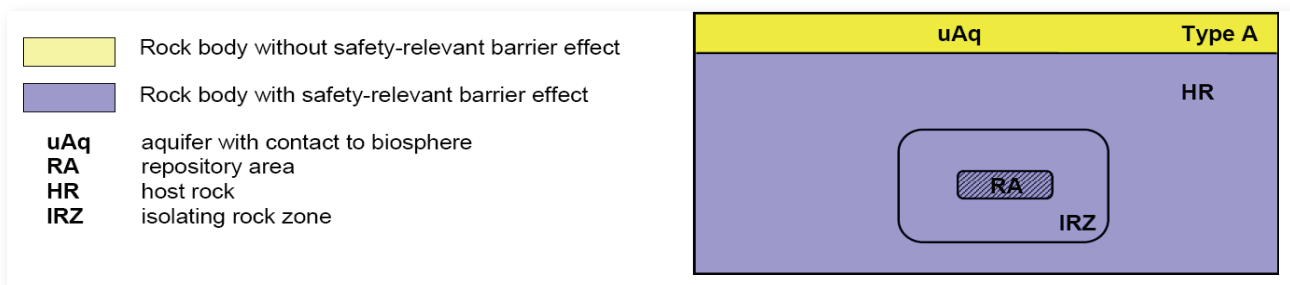 Rock body without safety-relevant barrier effect
Rock body with safety-relevant barrier effect
uAq aquifer with contact to biosphere
RA repository area
HR host rock
IRZ isolating rock zone
uAq Type A
HR
RA
IRZ